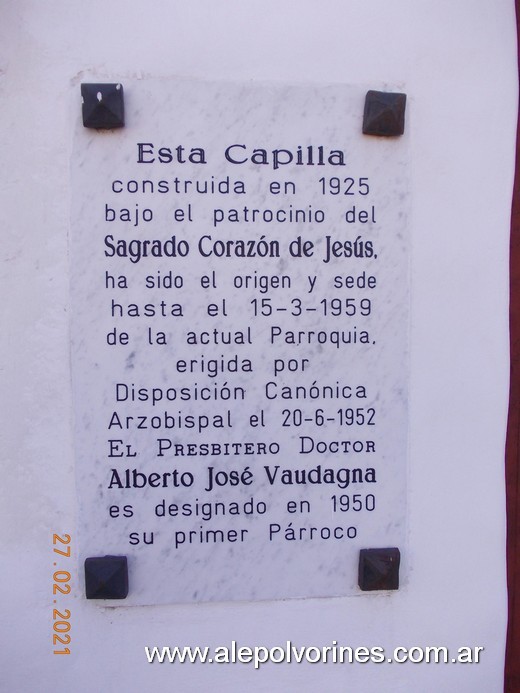 Esta Capilla
construida en 1925
bajo el patrocinio del
Sagrado Corazón de Jesús,
ha sido el origen y sede
hasta el 15-3-1959
de la actual Parroquia,
erigida por
Disposición Canónica
Arzobispal el 20-6-1952
El Presbitero Doctor
Alberto José Vaudagna
es designado en 1950
su primer Párroco
27.02.2021
www.alepolvorines.com.ar